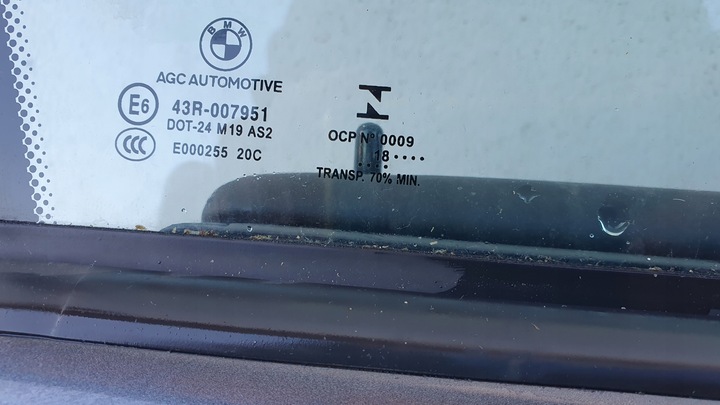 BMW
AGC AUTOMOTIVE
E6 43R-007951
DOT-24 M19 AS2
CCC E000255 20C
OCP Nº 0009
18 ····
TRANSP. 70% MIN.